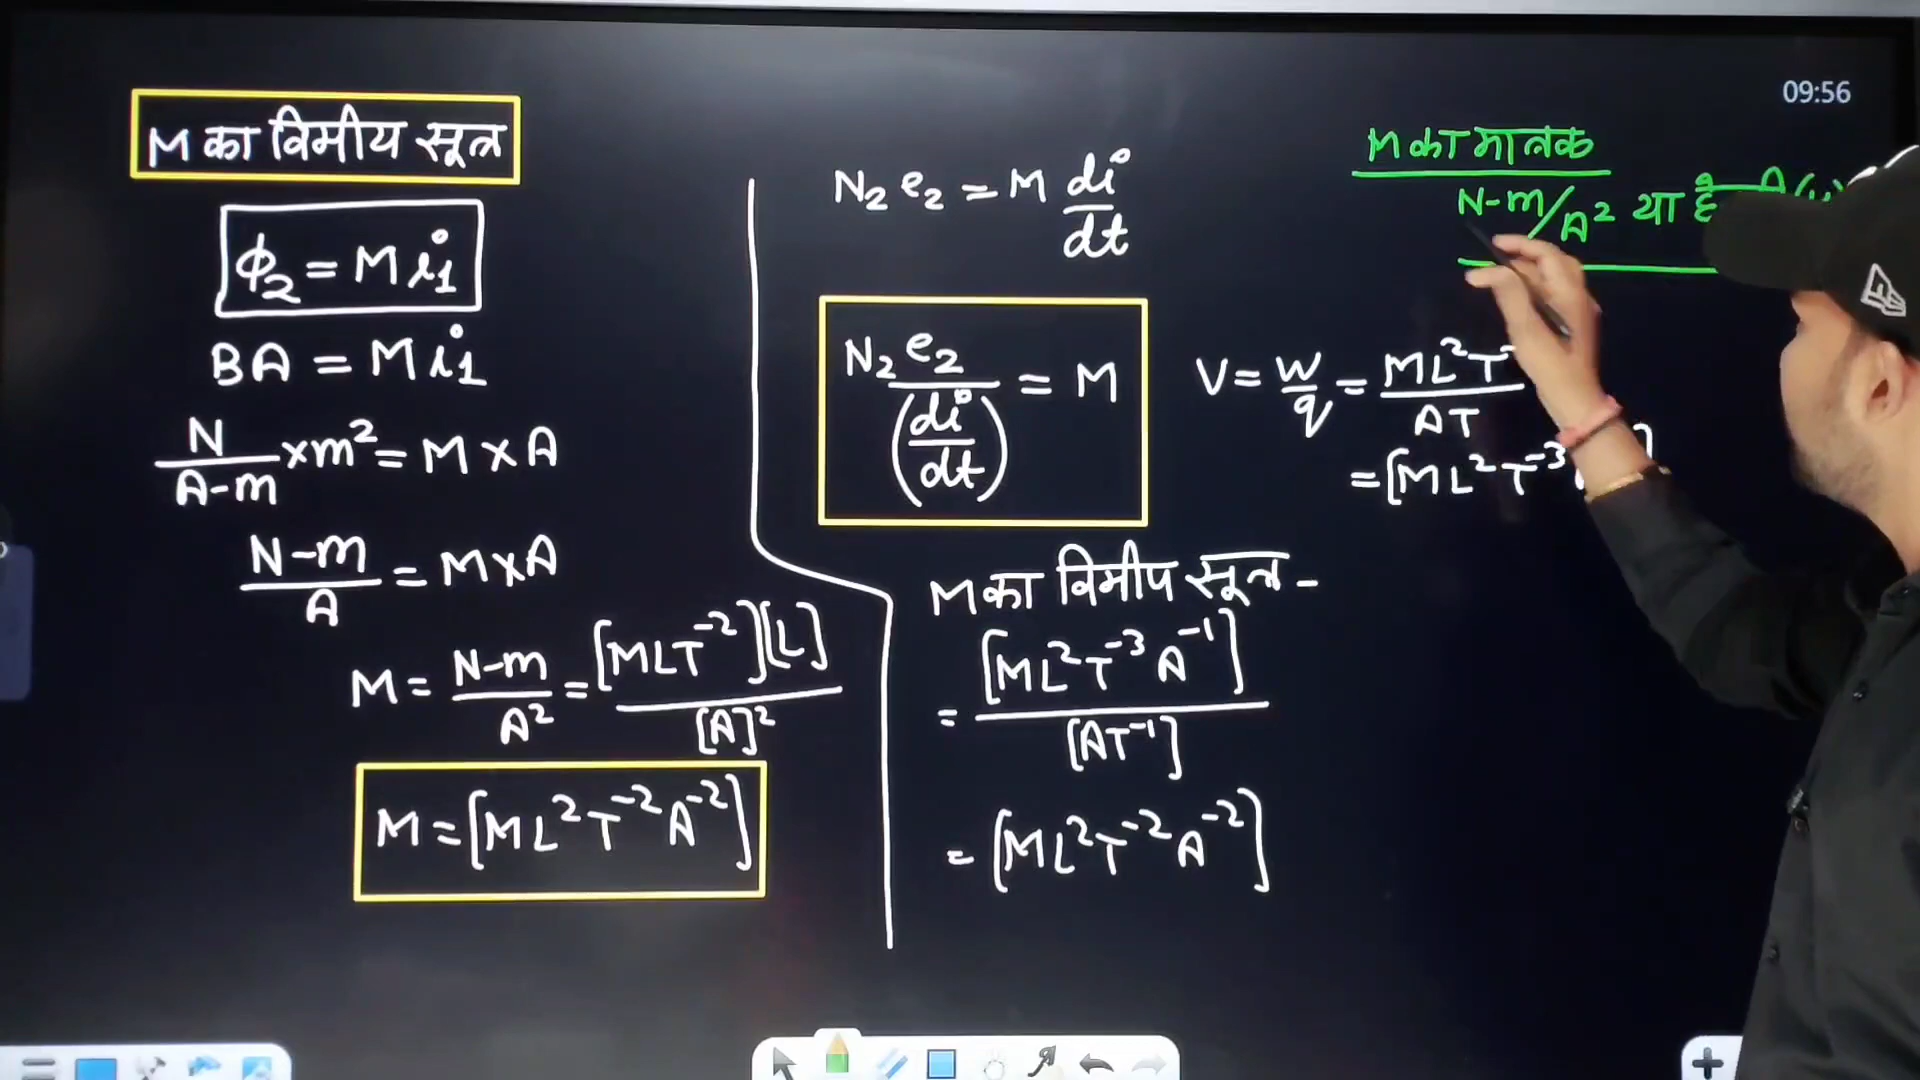 09:56
M का विमीय सूत्र
ϕ₂ = M i₁
BA = M i₁
N/A-m × m² = M × A
N-m/A = M × A
M = N-m/A² = [MLT⁻²][L]/[A]²
M = [ML²T⁻²A⁻²]
N₂ e₂ = M di/dt
N₂ e₂/(di/dt) = M
M का विमीय सूत्र -
= [ML²T⁻³A⁻¹]/[AT⁻¹]
= [ML²T⁻²A⁻²]
M का मात्रक
N-m/A² या
V = W/q = ML²T⁻/AT
= [ML²T⁻³ ]